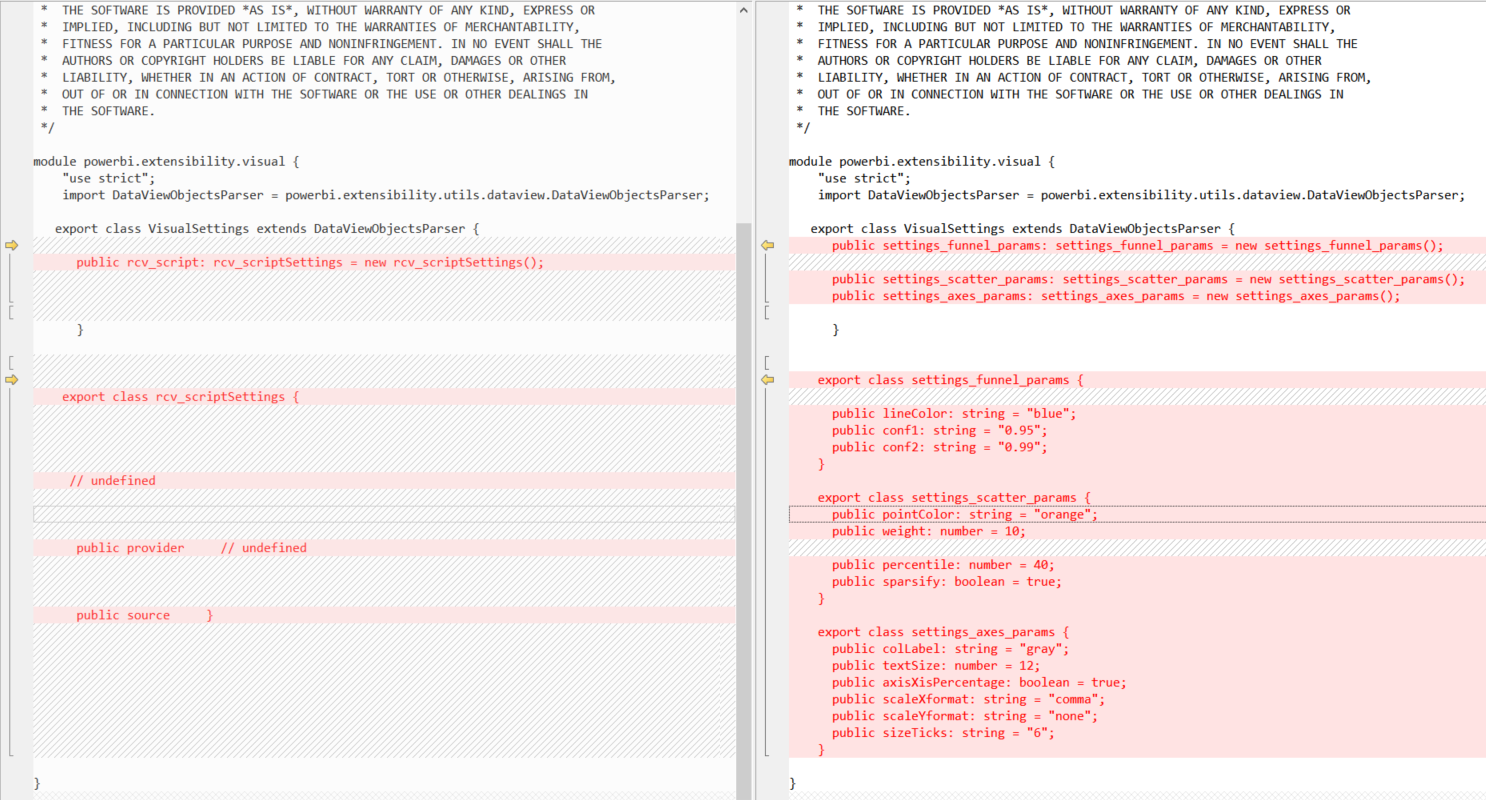 *  THE SOFTWARE IS PROVIDED *AS IS*, WITHOUT WARRANTY OF ANY KIND, EXPRESS OR
*  IMPLIED, INCLUDING BUT NOT LIMITED TO THE WARRANTIES OF MERCHANTABILITY,
*  FITNESS FOR A PARTICULAR PURPOSE AND NONINFRINGEMENT. IN NO EVENT SHALL THE
*  AUTHORS OR COPYRIGHT HOLDERS BE LIABLE FOR ANY CLAIM, DAMAGES OR OTHER
*  LIABILITY, WHETHER IN AN ACTION OF CONTRACT, TORT OR OTHERWISE, ARISING FROM,
*  OUT OF OR IN CONNECTION WITH THE SOFTWARE OR THE USE OR OTHER DEALINGS IN
*  THE SOFTWARE.
*/
module powerbi.extensibility.visual {
"use strict";
import DataViewObjectsParser = powerbi.extensibility.utils.dataview.DataViewObjectsParser;
export class VisualSettings extends DataViewObjectsParser {
public rcv_script: rcv_scriptSettings = new rcv_scriptSettings();
}
export class rcv_scriptSettings {
// undefined
public provider     // undefined
public source     }
}
*  THE SOFTWARE IS PROVIDED *AS IS*, WITHOUT WARRANTY OF ANY KIND, EXPRESS OR
*  IMPLIED, INCLUDING BUT NOT LIMITED TO THE WARRANTIES OF MERCHANTABILITY,
*  FITNESS FOR A PARTICULAR PURPOSE AND NONINFRINGEMENT. IN NO EVENT SHALL THE
*  AUTHORS OR COPYRIGHT HOLDERS BE LIABLE FOR ANY CLAIM, DAMAGES OR OTHER
*  LIABILITY, WHETHER IN AN ACTION OF CONTRACT, TORT OR OTHERWISE, ARISING FROM,
*  OUT OF OR IN CONNECTION WITH THE SOFTWARE OR THE USE OR OTHER DEALINGS IN
*  THE SOFTWARE.
*/
module powerbi.extensibility.visual {
"use strict";
import DataViewObjectsParser = powerbi.extensibility.utils.dataview.DataViewObjectsParser;
export class VisualSettings extends DataViewObjectsParser {
public settings_funnel_params: settings_funnel_params = new settings_funnel_params();
public settings_scatter_params: settings_scatter_params = new settings_scatter_params();
public settings_axes_params: settings_axes_params = new settings_axes_params();
}
export class settings_funnel_params {
public lineColor: string = "blue";
public conf1: string = "0.95";
public conf2: string = "0.99";
}
export class settings_scatter_params {
public pointColor: string = "orange";
public weight: number = 10;
public percentile: number = 40;
public sparsify: boolean = true;
}
export class settings_axes_params {
public colLabel: string = "gray";
public textSize: number = 12;
public axisXisPercentage: boolean = true;
public scaleXformat: string = "comma";
public scaleYformat: string = "none";
public sizeTicks: string = "6";
}
}